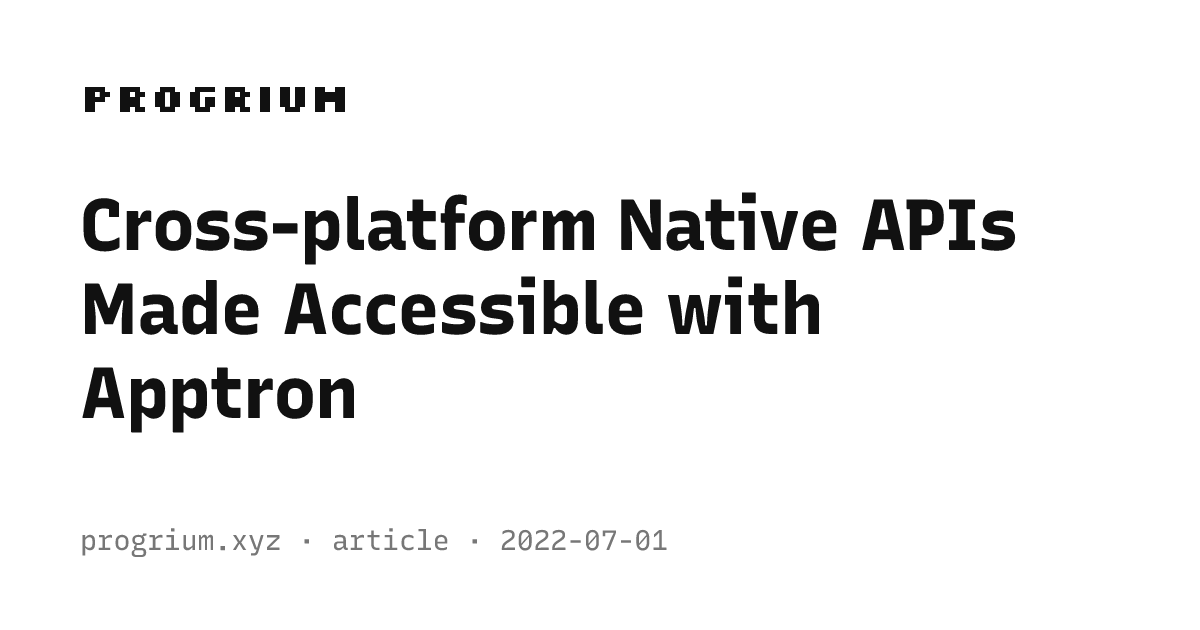 PROGRIUM
Cross-platform Native APIs
Made Accessible with
Apptron
progrium.xyz · article · 2022-07-01